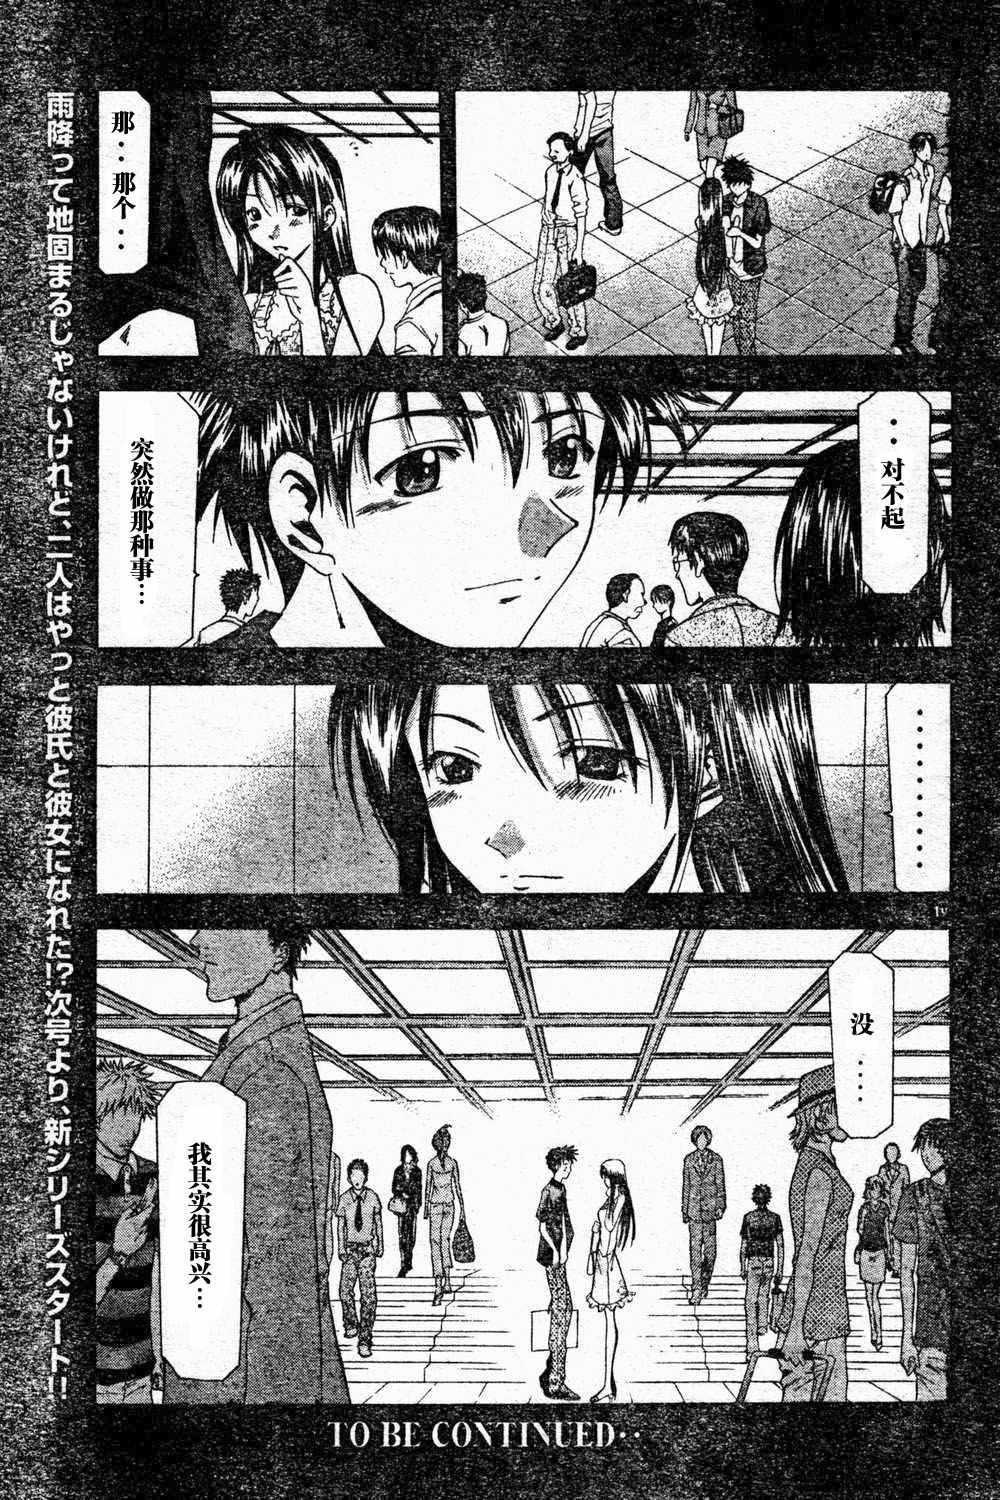 那‥那个‥
‥对不起
突然做那种事…
‥‥‥‥‥
没‥‥
我其实很高兴…
雨降って地固まるじゃないけれど、二人はやっと彼氏と彼女になれた!?次号より、新シリーズスタート!!
TO BE CONTINUED‥